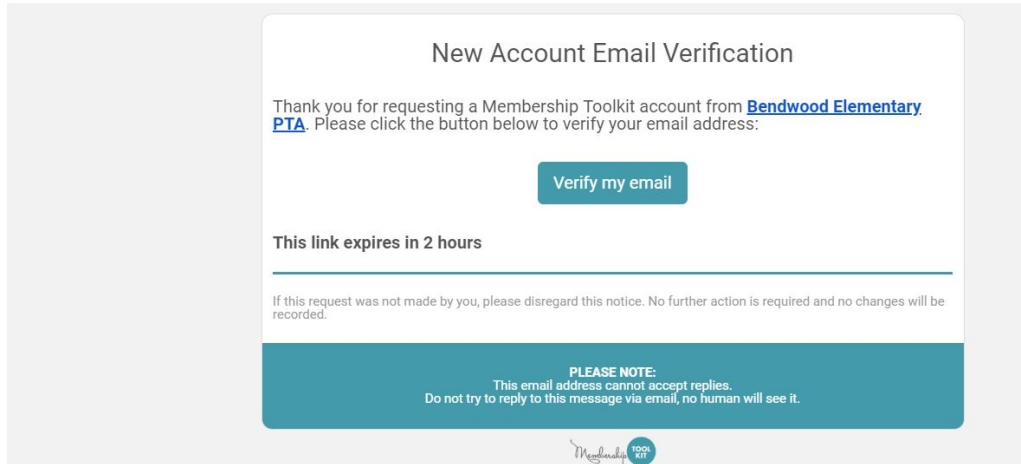 New Account Email Verification
Thank you for requesting a Membership Toolkit account from Bendwood Elementary
PTA. Please click the button below to verify your email address:
Verify my email
This link expires in 2 hours
If this request was not made by you, please disregard this notice. No further action is required and no changes will be
recorded.
PLEASE NOTE:
This email address cannot accept replies.
Do not try to reply to this message via email, no human will see it.
Membership TOOL
KIT